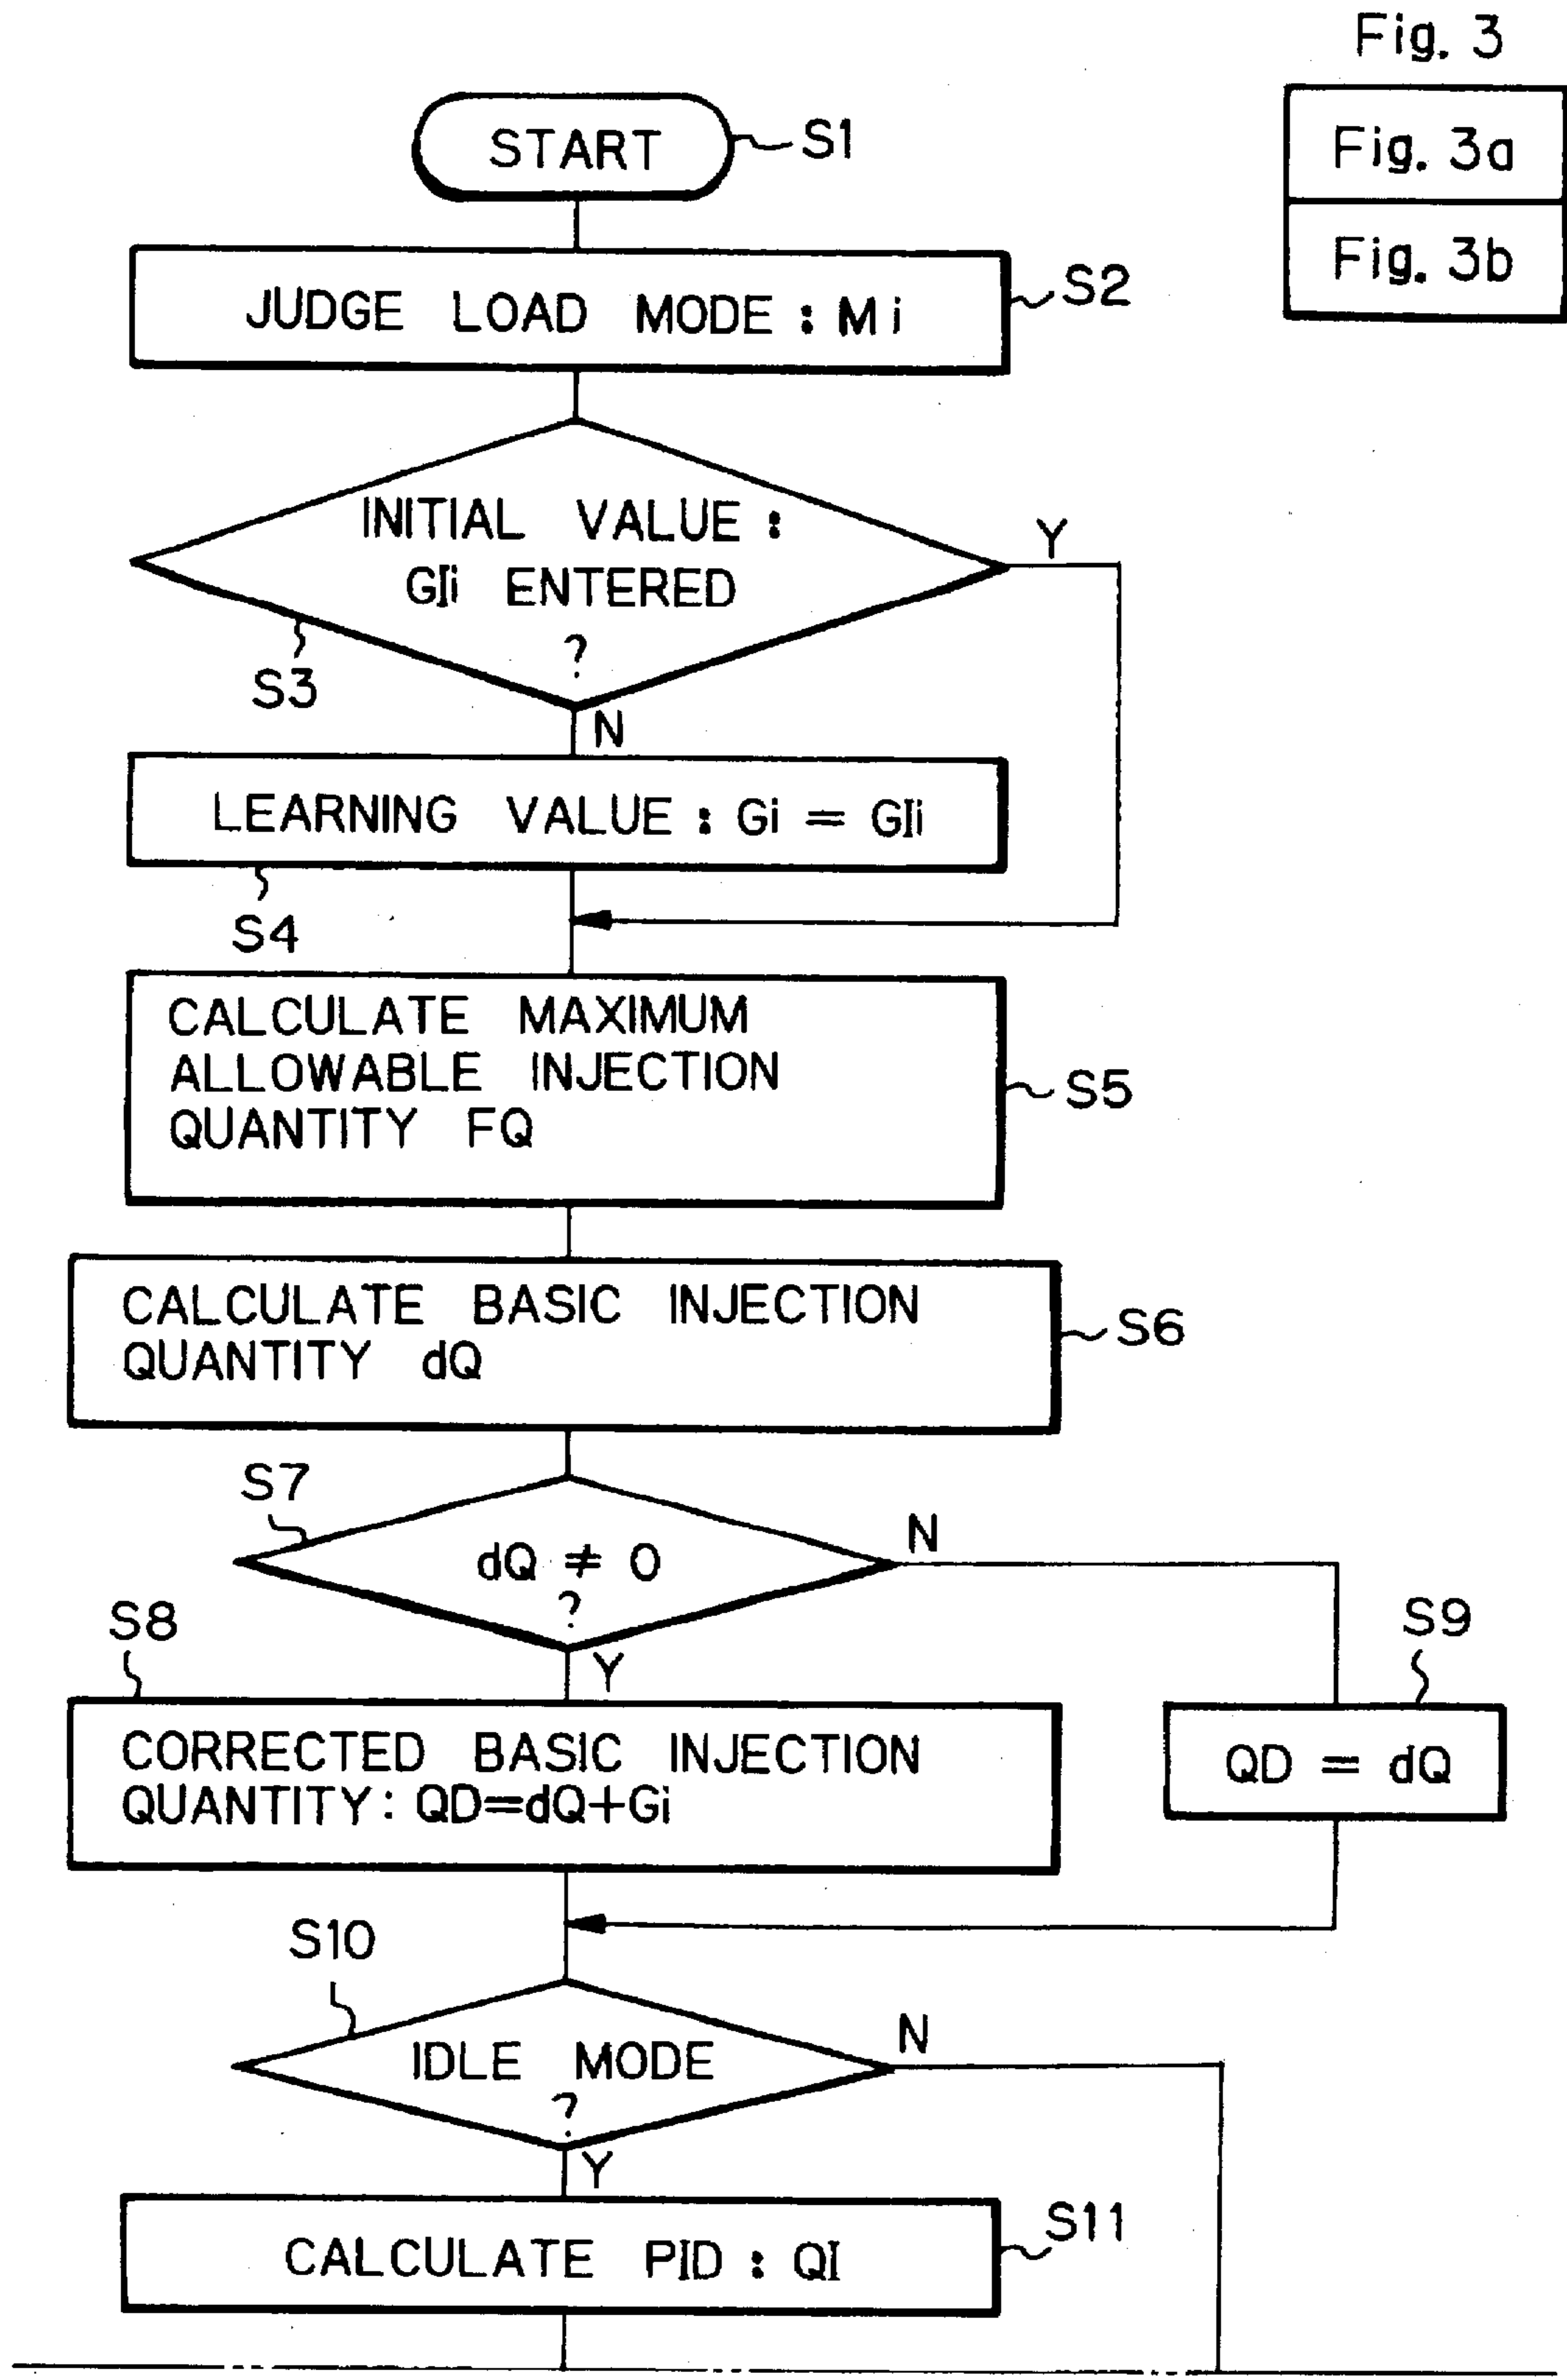 Fig. 3
Fig. 3a
Fig. 3b
START
S1
JUDGE LOAD MODE : Mi
S2
INITIAL VALUE :
GIi ENTERED
?
Y
S3
N
LEARNING VALUE : Gi = GIi
S4
CALCULATE MAXIMUM
ALLOWABLE INJECTION
QUANTITY FQ
S5
CALCULATE BASIC INJECTION
QUANTITY dQ
S6
S7
dQ ≠ 0
?
N
Y
S8
CORRECTED BASIC INJECTION
QUANTITY : QD=dQ+Gi
S9
QD = dQ
S10
IDLE MODE
?
N
Y
CALCULATE PID : QI
S11